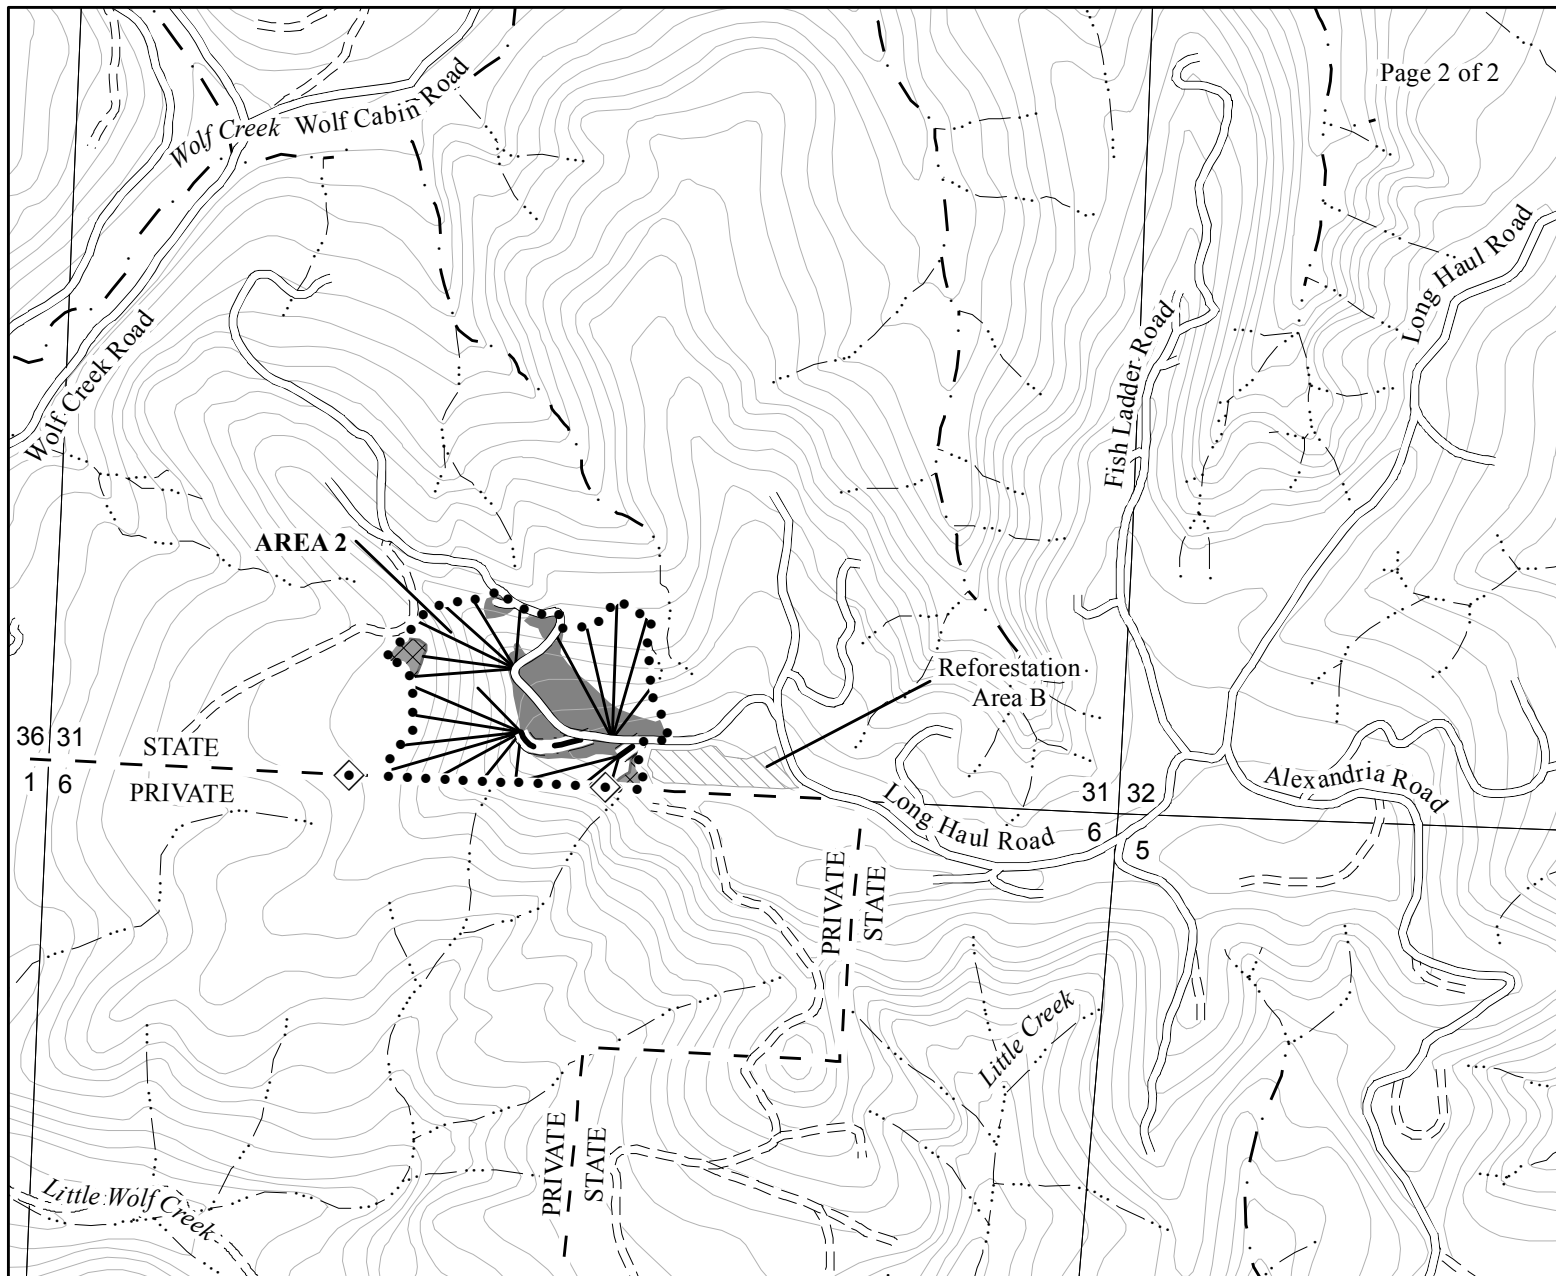 Page 2 of 2
Wolf Creek
Wolf Cabin Road
Long Haul Road
Wolf Creek Road
Fish Ladder Road
AREA 2
Reforestation
Area B
36 31
STATE
31 32
Alexandria Road
1 6
PRIVATE
Long Haul Road
6
5
PRIVATE
STATE
Little Creek
PRIVATE
STATE
Little Wolf Creek